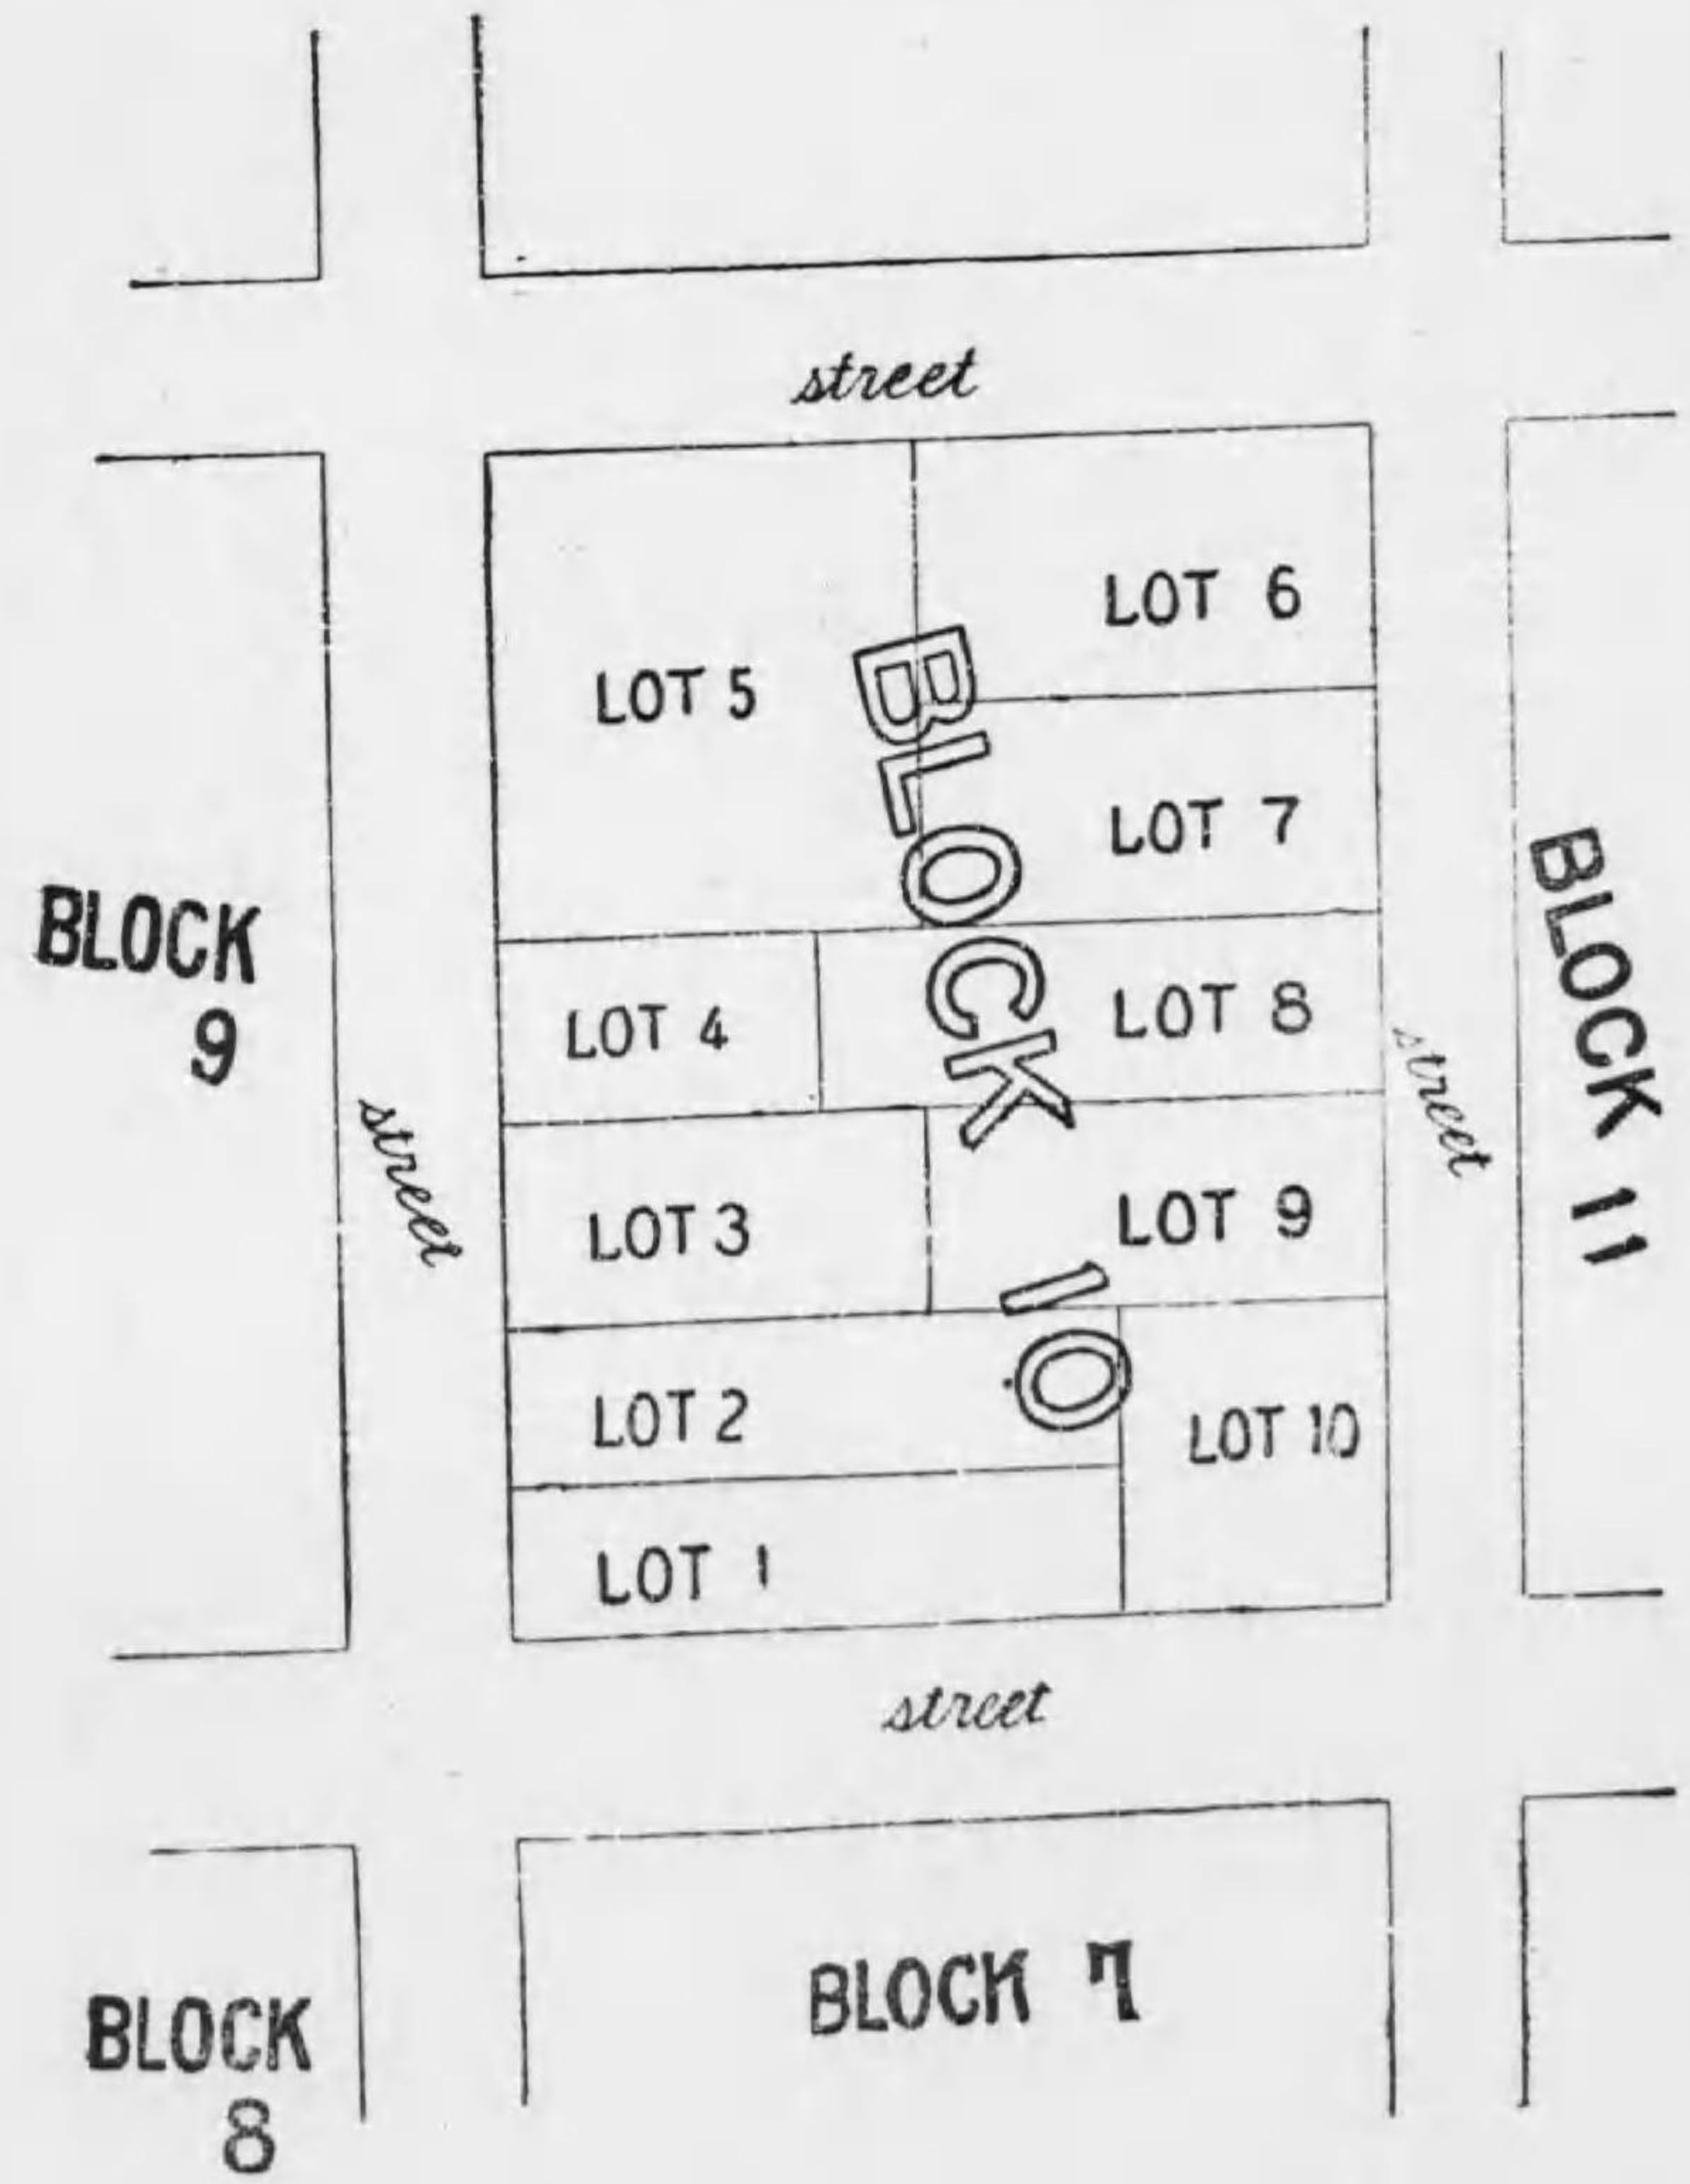 street
LOT 6
LOT 5
LOT 7
BLOCK 10
BLOCK
9
LOT 4
LOT 8
BLOCK 11
street
street
LOT 3
LOT 9
LOT 2
LOT 10
LOT 1
street
BLOCK 7
BLOCK
8